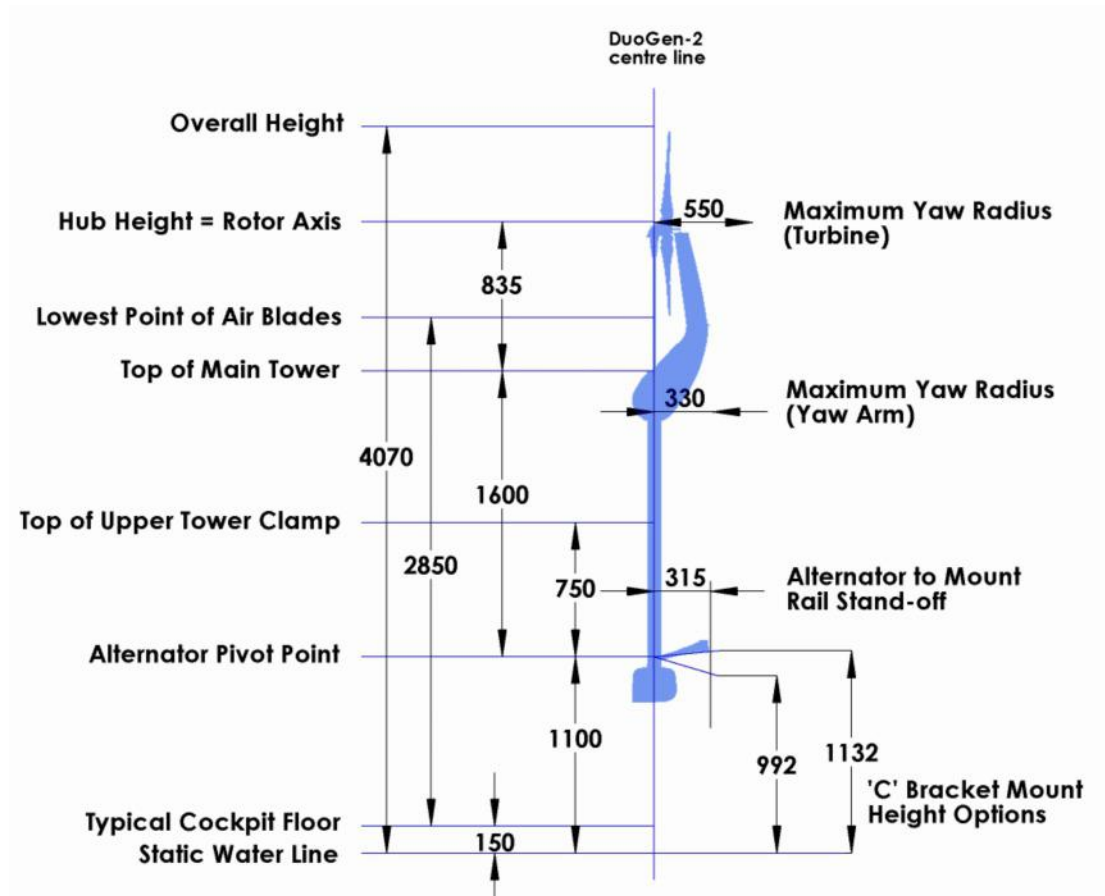 DuoGen-2
centre line
Overall Height
Hub Height = Rotor Axis
550
Maximum Yaw Radius
(Turbine)
835
Lowest Point of Air Blades
Top of Main Tower
330
Maximum Yaw Radius
(Yaw Arm)
4070
1600
Top of Upper Tower Clamp
2850
750
315
Alternator to Mount
Rail Stand-off
Alternator Pivot Point
1100
992
1132
'C' Bracket Mount
Height Options
Typical Cockpit Floor
150
Static Water Line